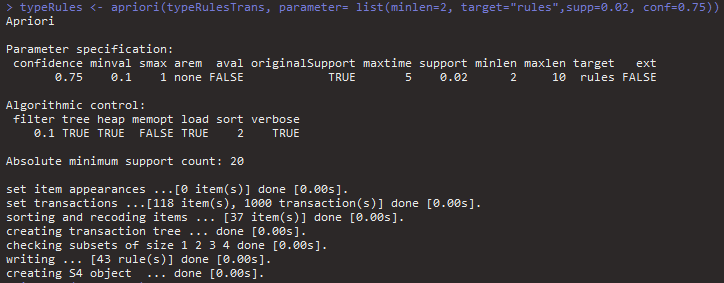 > typeRules <- apriori(typeRulesTrans, parameter= list(minlen=2, target="rules",supp=0.02, conf=0.75))
Apriori
Parameter specification:
confidence minval smax arem aval originalSupport maxtime support minlen maxlen target ext
0.75 0.1 1 none FALSE TRUE 5 0.02 2 10 rules FALSE
Algorithmic control:
filter tree heap memopt load sort verbose
0.1 TRUE TRUE FALSE TRUE 2 TRUE
Absolute minimum support count: 20
set item appearances ...[0 item(s)] done [0.00s].
set transactions ...[118 item(s), 1000 transaction(s)] done [0.00s].
sorting and recoding items ... [37 item(s)] done [0.00s].
creating transaction tree ... done [0.00s].
checking subsets of size 1 2 3 4 done [0.00s].
writing ... [43 rule(s)] done [0.00s].
creating S4 object ... done [0.00s].